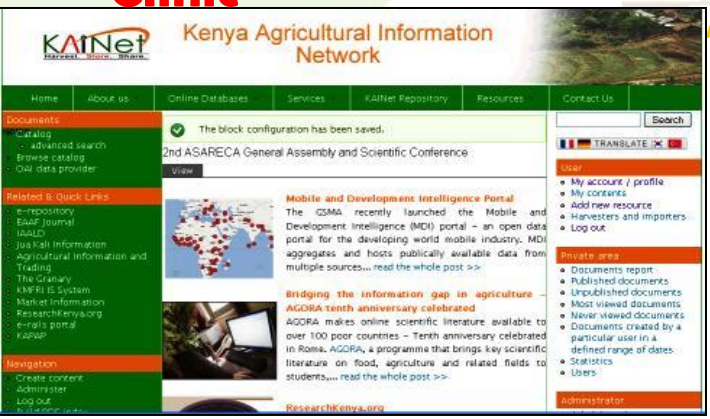 Clinic
KAINet
Harvest. Store. Share.
Kenya Agricultural Information
Network
Home About us Online Databases Services KAINet Repository Resources Contact Us
Documents
Catalog
advanced search
Browse catalog
OAI data provider
Related & Quick Links
e-repository
EAAF Journal
IAALD
Jua Kali Information
Agricultural Information and
Trading
The Granary
KMFRI IS System
Market Information
ResearchKenya.org
e-rails portal
KAPAP
Navigation
Create content
Administer
Log out
The block configuration has been saved.
2nd ASARECA General Assembly and Scientific Conference
View
Mobile and Development Intelligence Portal
The GSMA recently launched the Mobile and
Development Intelligence (MDI) portal – an open data
portal for the developing world mobile industry. MDI
aggregates and hosts publically available data from
multiple sources... read the whole post >>
Bridging the information gap in agriculture –
AGORA tenth anniversary celebrated
AGORA makes online scientific literature available to
over 100 poor countries – Tenth anniversary celebrated
in Rome. AGORA, a programme that brings key scientific
literature on food, agriculture and related fields to
students,... read the whole post >>
ResearchKenya.org
Search
TRANSLATE
User
My account / profile
My contents
Add new resource
Harvesters and importers
Log out
Private area
Documents report
Published documents
Unpublished documents
Most viewed documents
Never viewed documents
Documents created by a
particular user in a
defined range of dates
Statistics
Users
Administrator